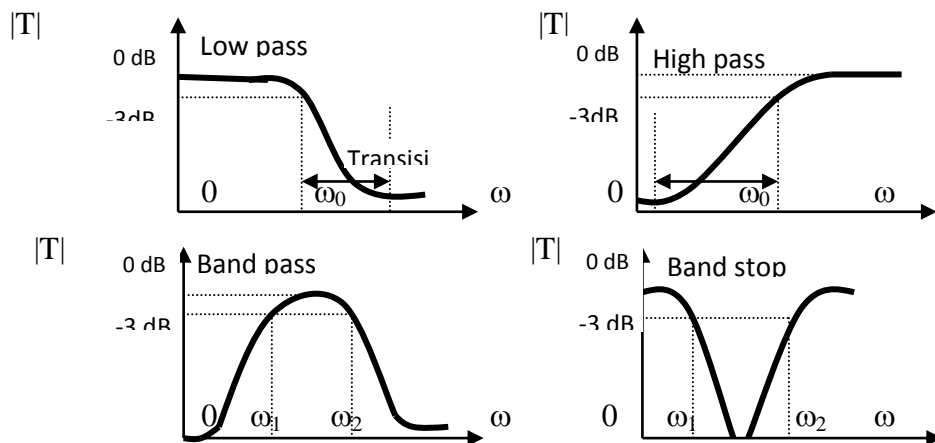 |T|
0 dB
Low pass
-3dB
Transisi
0
ω₀
ω
|T|
0 dB
High pass
-3dB
0
ω₀
ω
|T|
0 dB
Band pass
-3 dB
0
ω₁
ω₂
ω
|T|
0 dB
Band stop
-3 dB
0
ω₁
ω₂
ω